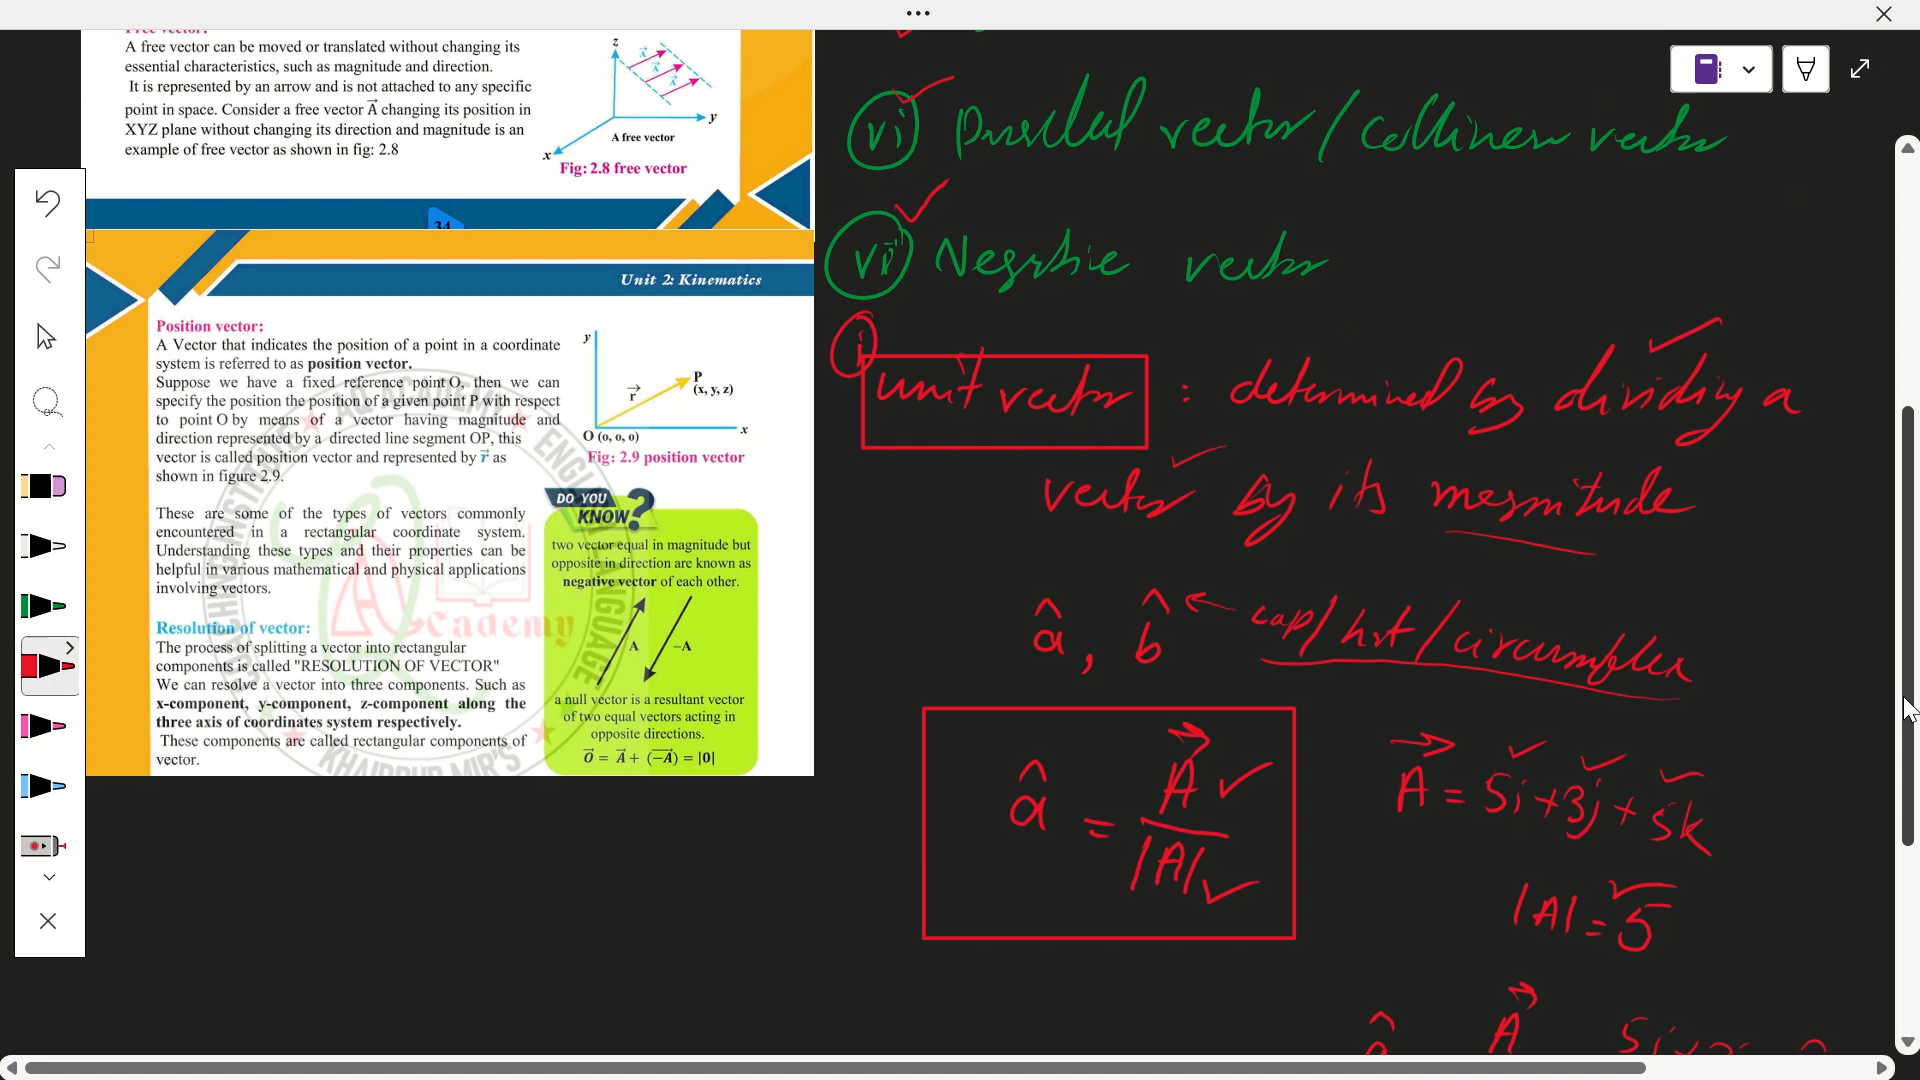 Free vector:
A free vector can be moved or translated without changing its
essential characteristics, such as magnitude and direction.
It is represented by an arrow and is not attached to any specific
point in space. Consider a free vector A⃗ changing its position in
XYZ plane without changing its direction and magnitude is an
example of free vector as shown in fig: 2.8
z
A⃗
A⃗
A⃗
y
x
A free vector
Fig: 2.8 free vector
34
Unit 2: Kinematics
Position vector:
A Vector that indicates the position of a point in a coordinate
system is referred to as position vector.
Suppose we have a fixed reference point O, then we can
specify the position the position of a given point P with respect
to point O by means of a vector having magnitude and
direction represented by a directed line segment OP, this
vector is called position vector and represented by r⃗ as
shown in figure 2.9.
y
r⃗
P
(x, y, z)
O (o, o, o)
x
Fig: 2.9 position vector
These are some of the types of vectors commonly
encountered in a rectangular coordinate system.
Understanding these types and their properties can be
helpful in various mathematical and physical applications
involving vectors.
Resolution of vector:
The process of splitting a vector into rectangular
components is called "RESOLUTION OF VECTOR"
We can resolve a vector into three components. Such as
x-component, y-component, z-component along the
three axis of coordinates system respectively.
These components are called rectangular components of
vector.
DO YOU
KNOW?
two vector equal in magnitude but
opposite in direction are known as
negative vector of each other.
A
−A
a null vector is a resultant vector
of two equal vectors acting in
opposite directions.
O⃗ = A⃗ + (−A⃗) = |0|
AQ ACADEMY
ENGLISH LANGUAGE
COACHING INSTITUTE
KHAIRPUR MIR'S
Academy
(vi) Parallel vector / Collinear vector
(vii) Negative vector
(i) unit vector : determined by dividing a
vector by its magnitude
â, b̂ ← cap/hat/circumflex
â = A⃗ / |A|
A⃗ = 5i + 3j + 5k
|A| = 5
A⃗